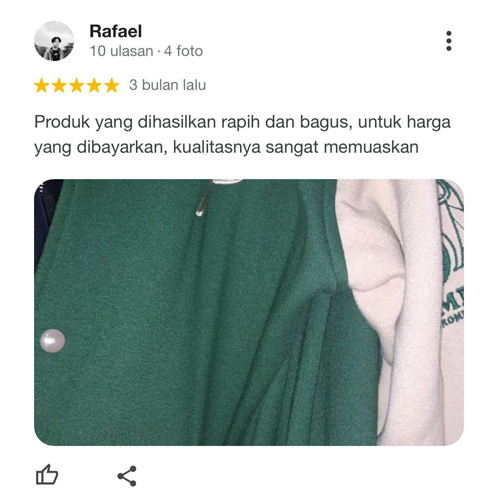 Rafael
10 ulasan · 4 foto
3 bulan lalu
Produk yang dihasilkan rapih dan bagus, untuk harga
yang dibayarkan, kualitasnya sangat memuaskan